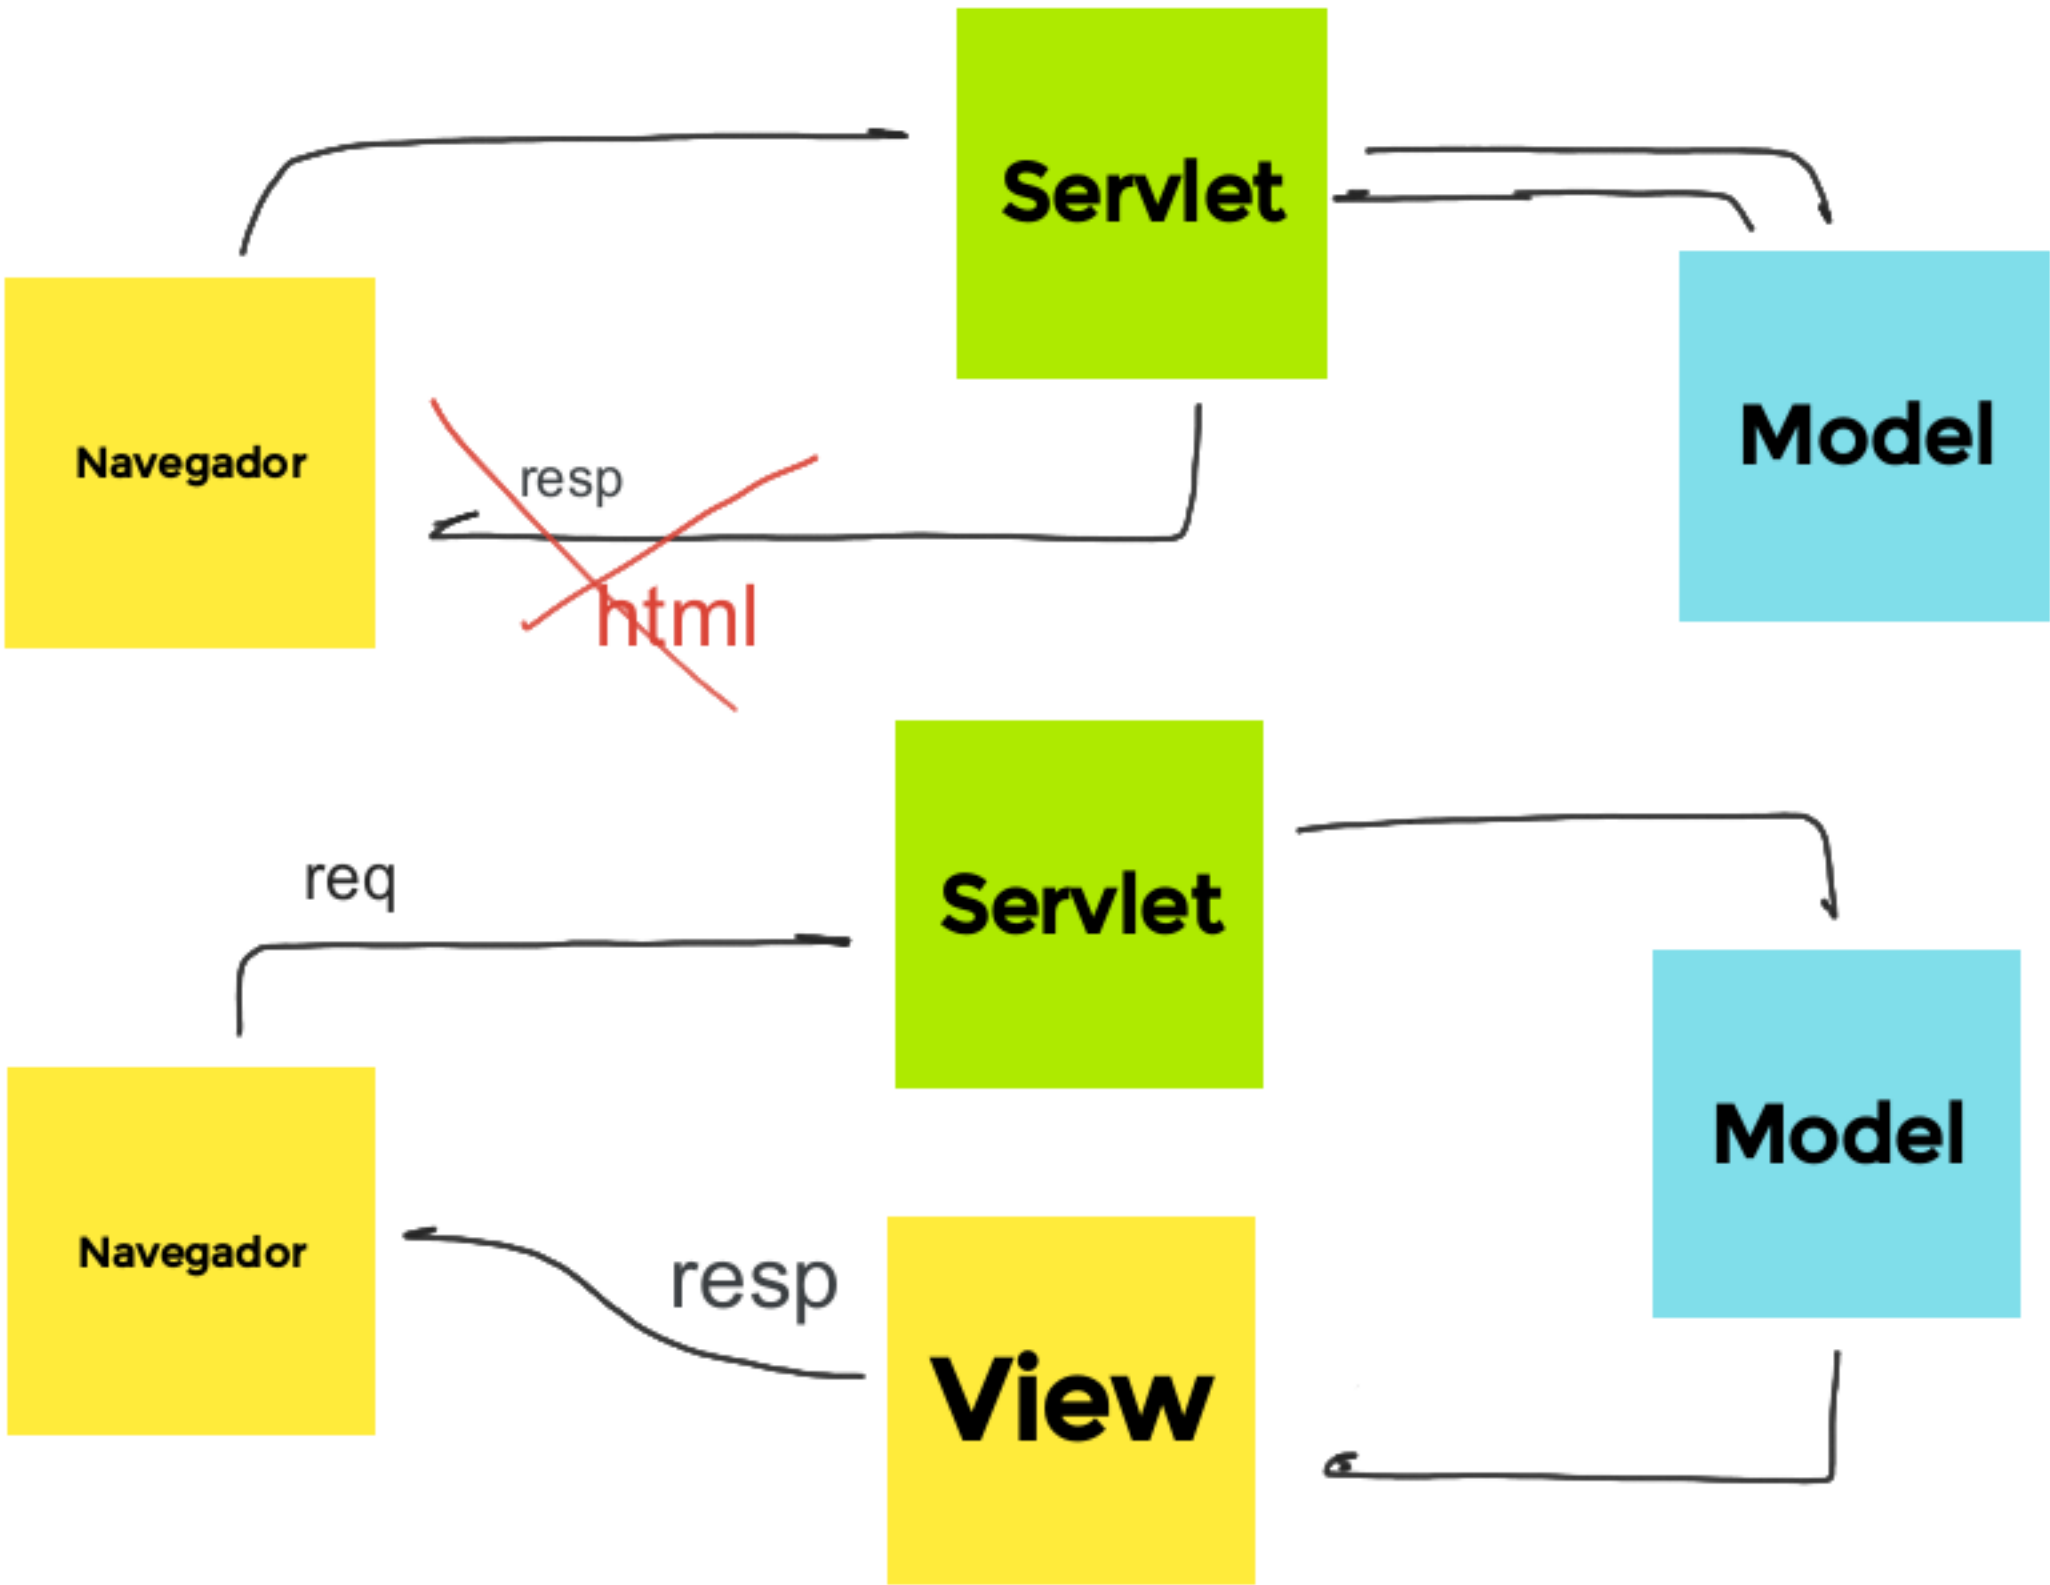 Servlet
Navegador
resp
html
Model
req
Servlet
Model
Navegador
resp
View